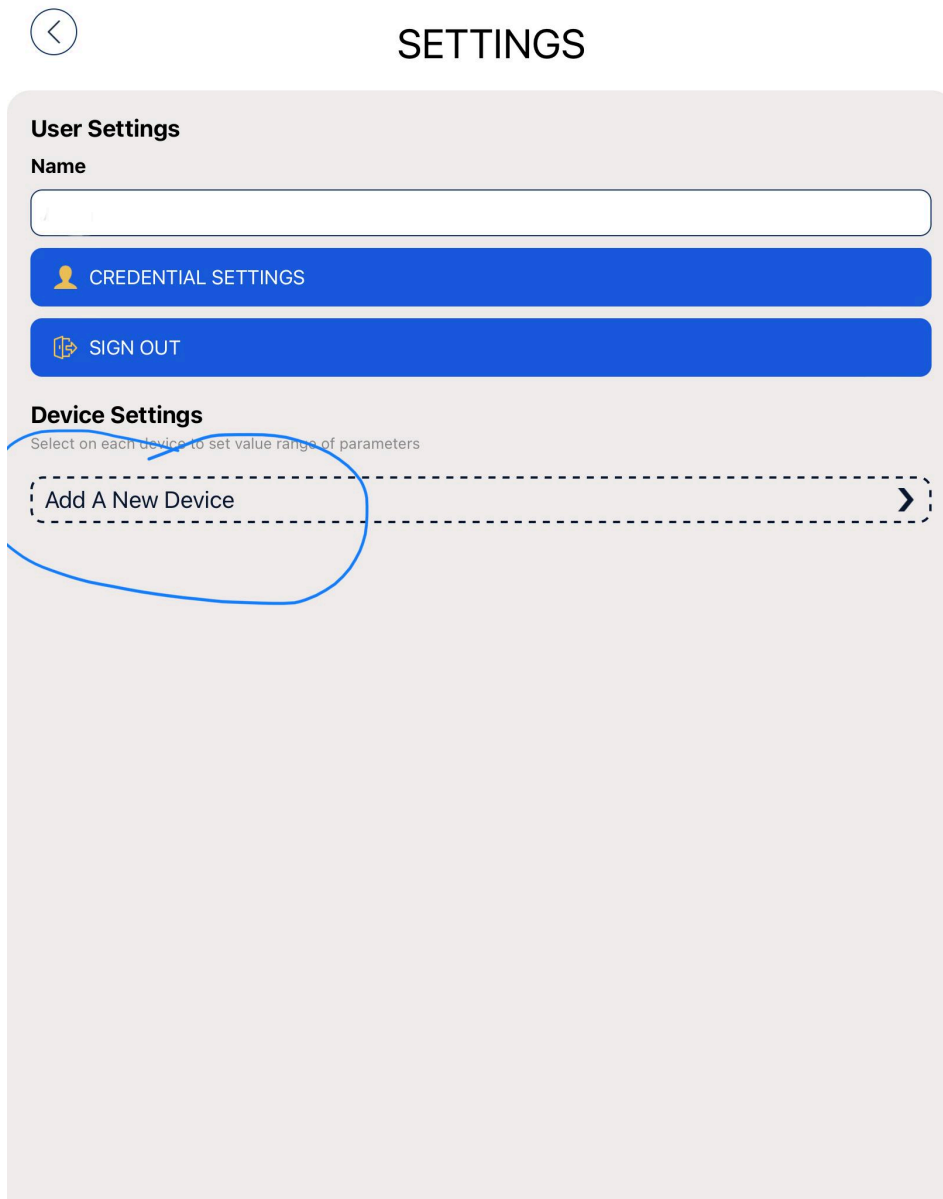 SETTINGS
User Settings
Name
CREDENTIAL SETTINGS
SIGN OUT
Device Settings
Select on each device to set value range of parameters
Add A New Device